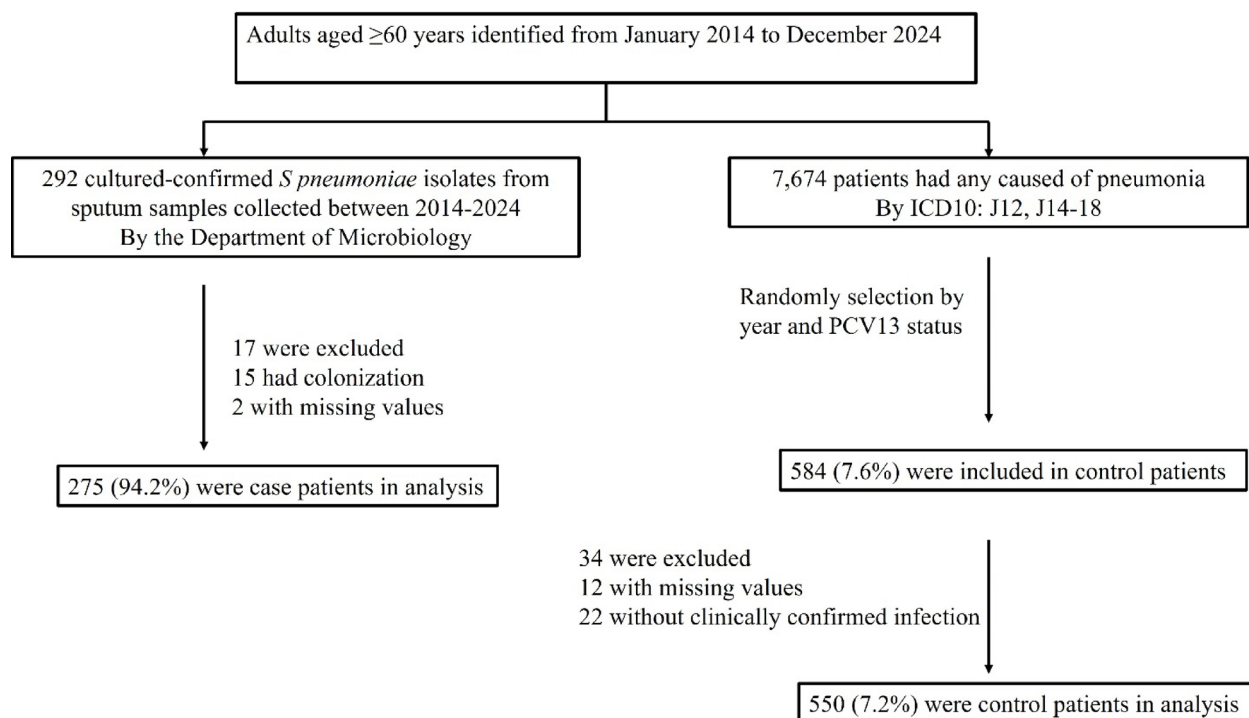 Adults aged ≥60 years identified from January 2014 to December 2024
292 cultured-confirmed S pneumoniae isolates from
sputum samples collected between 2014-2024
By the Department of Microbiology
7,674 patients had any caused of pneumonia
By ICD10: J12, J14-18
Randomly selection by
year and PCV13 status
17 were excluded
15 had colonization
2 with missing values
275 (94.2%) were case patients in analysis
584 (7.6%) were included in control patients
34 were excluded
12 with missing values
22 without clinically confirmed infection
550 (7.2%) were control patients in analysis